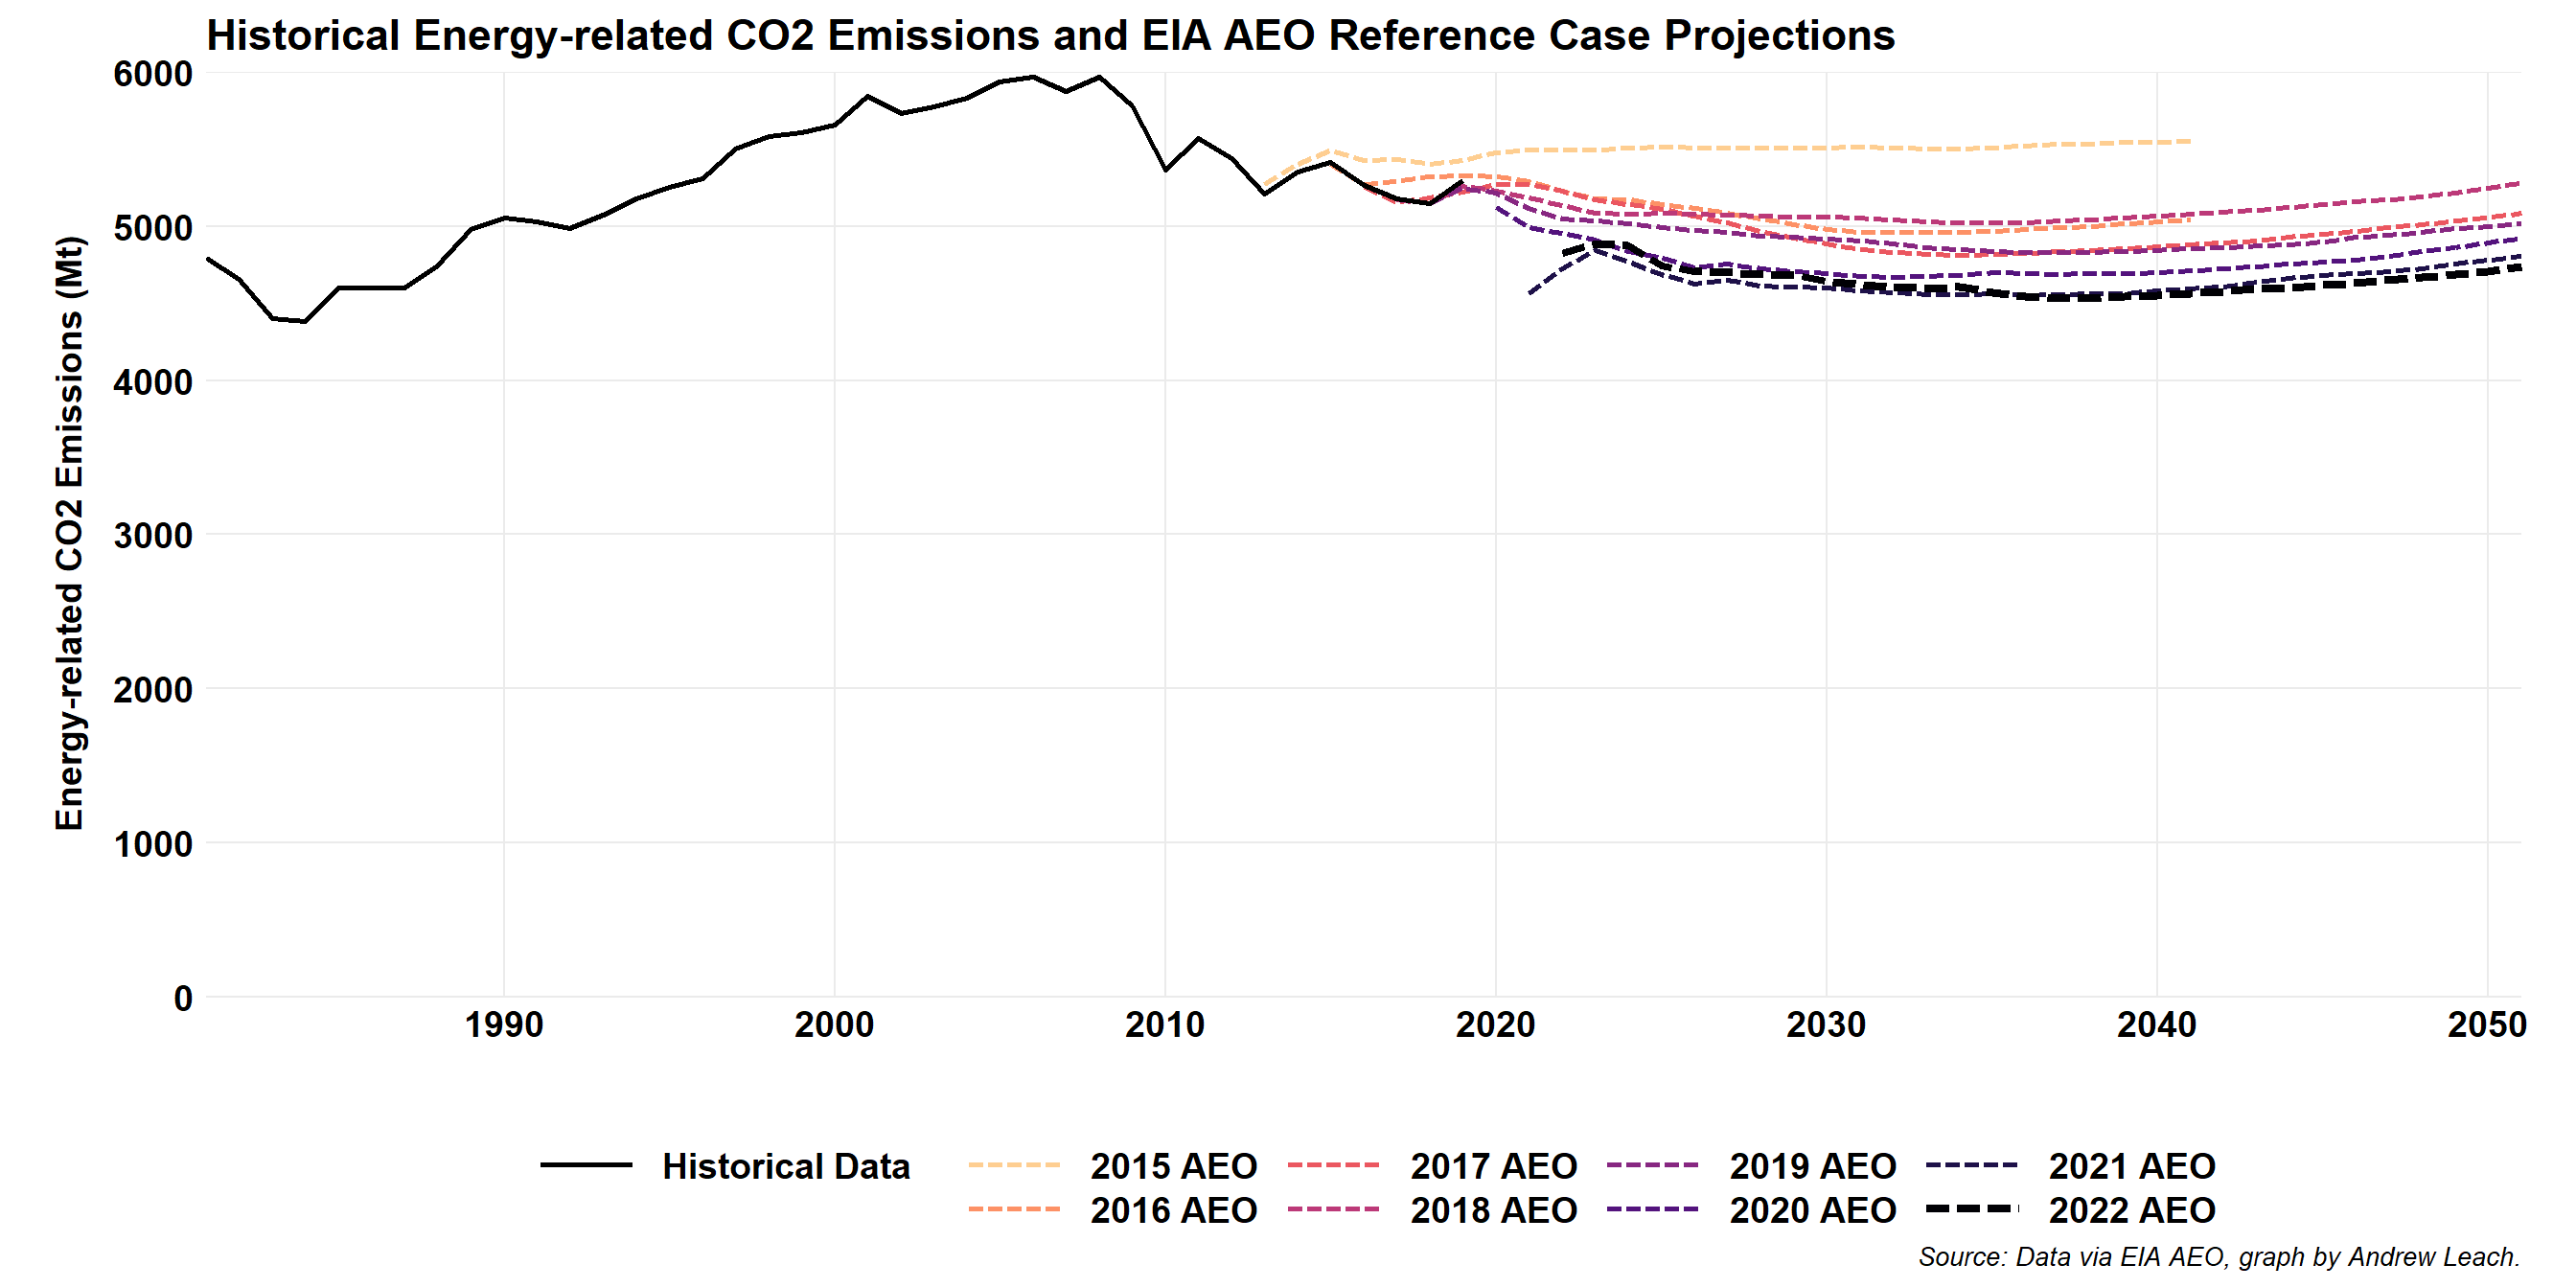 Historical Energy-related CO2 Emissions and EIA AEO Reference Case Projections
Energy-related CO2 Emissions (Mt)
6000
5000
4000
3000
2000
1000
0
1990 2000 2010 2020 2030 2040 2050
Historical Data 2015 AEO 2017 AEO 2019 AEO 2021 AEO
2016 AEO 2018 AEO 2020 AEO 2022 AEO
Source: Data via EIA AEO, graph by Andrew Leach.